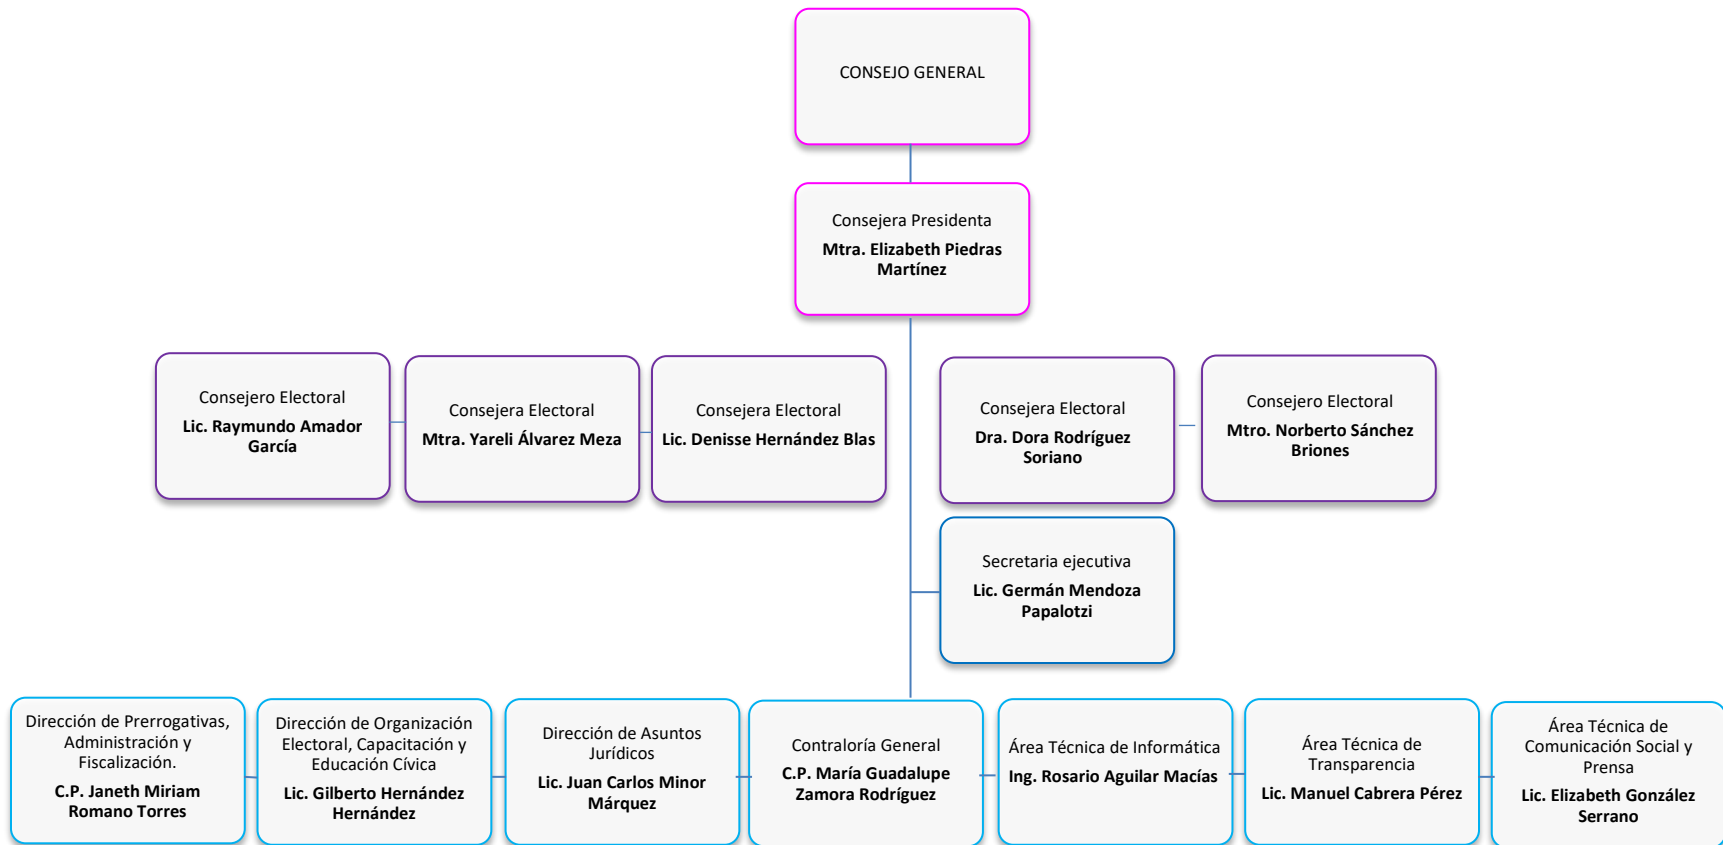 CONSEJO GENERAL
Consejera Presidenta
Mtra. Elizabeth Piedras
Martínez
Consejero Electoral
Lic. Raymundo Amador
García
Consejera Electoral
Mtra. Yareli Álvarez Meza
Consejera Electoral
Lic. Denisse Hernández Blas
Consejera Electoral
Dra. Dora Rodríguez
Soriano
Consejero Electoral
Mtro. Norberto Sánchez
Briones
Secretaria ejecutiva
Lic. Germán Mendoza
Papalotzi
Dirección de Prerrogativas,
Administración y
Fiscalización.
C.P. Janeth Miriam
Romano Torres
Dirección de Organización
Electoral, Capacitación y
Educación Cívica
Lic. Gilberto Hernández
Hernández
Dirección de Asuntos
Jurídicos
Lic. Juan Carlos Minor
Márquez
Contraloría General
C.P. María Guadalupe
Zamora Rodríguez
Área Técnica de Informática
Ing. Rosario Aguilar Macías
Área Técnica de
Transparencia
Lic. Manuel Cabrera Pérez
Área Técnica de
Comunicación Social y
Prensa
Lic. Elizabeth González
Serrano